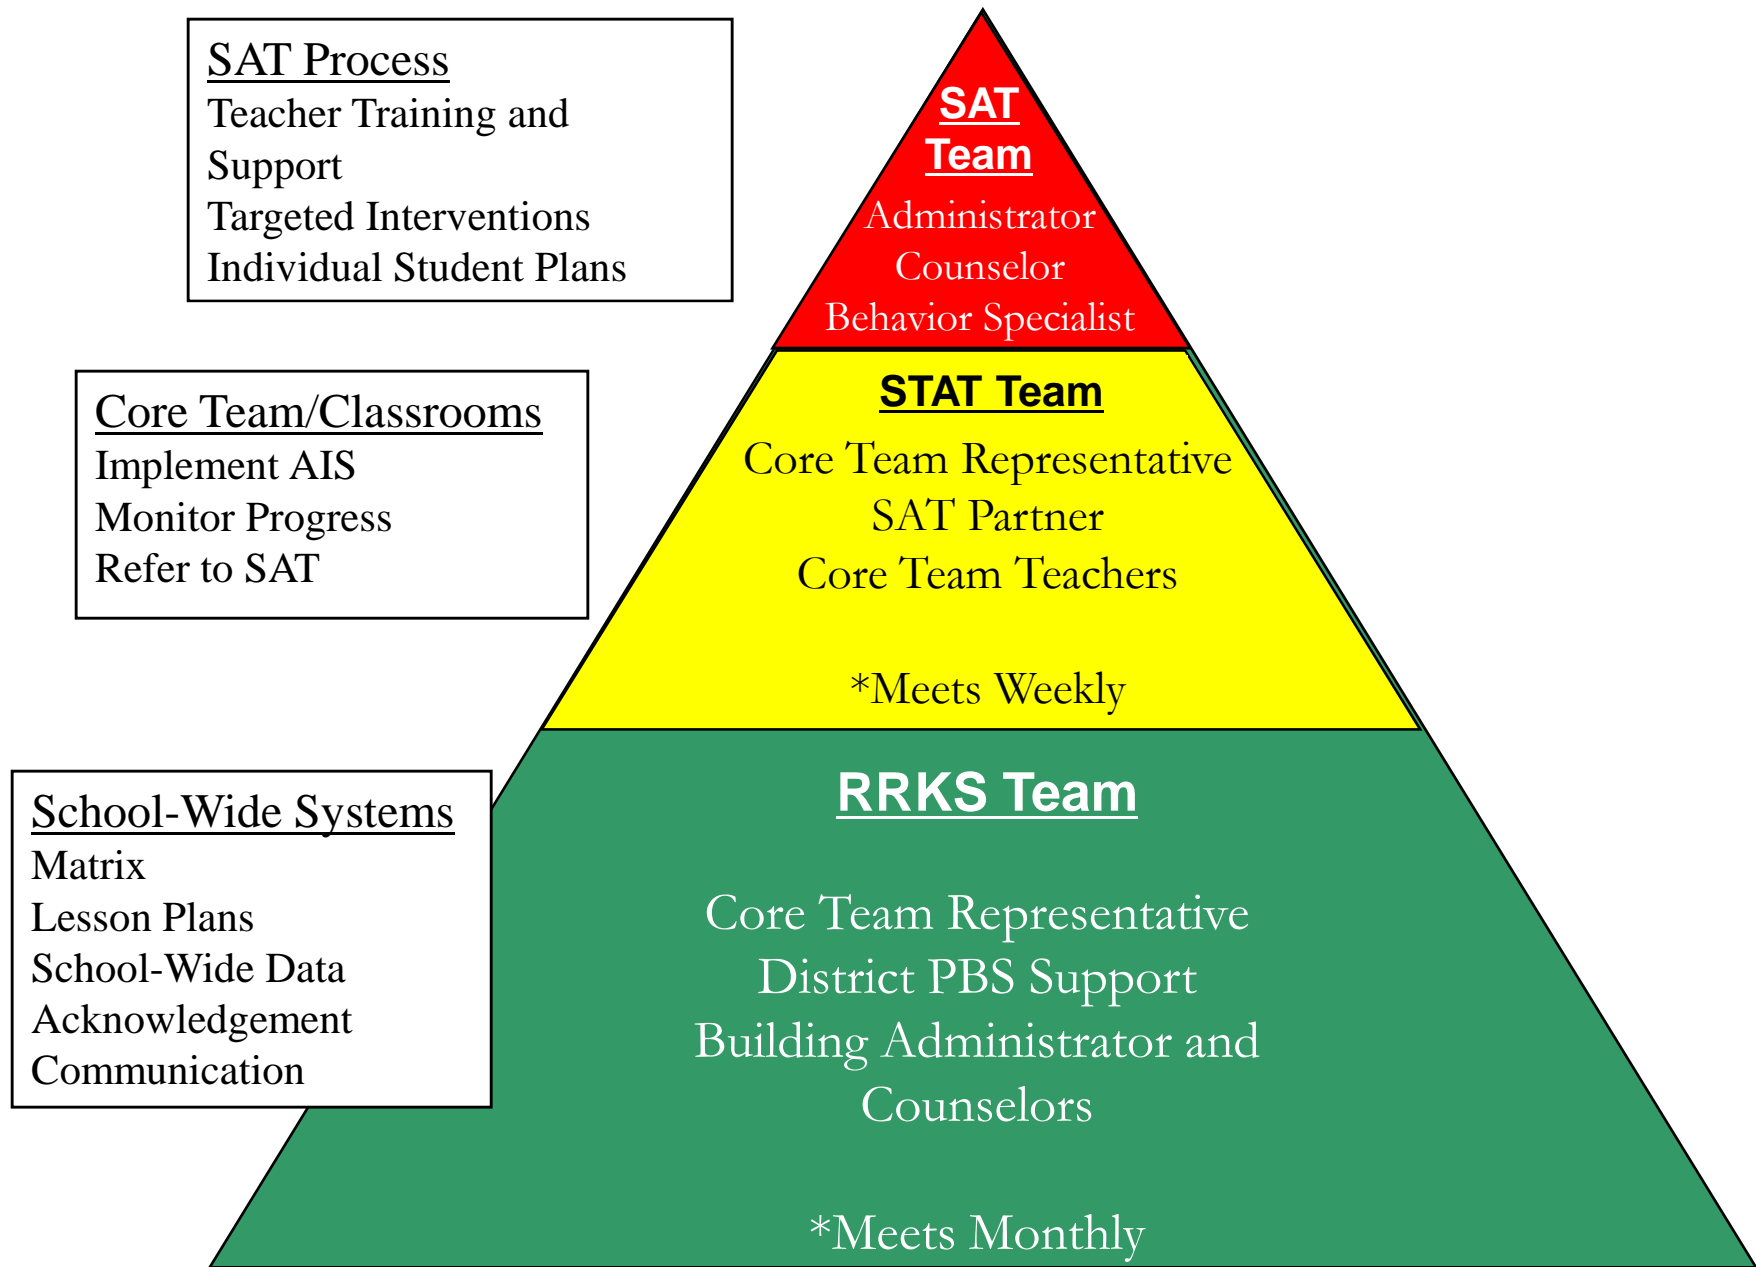 SAT Process
Teacher Training and
Support
Targeted Interventions
Individual Student Plans
SAT
Team
Administrator
Counselor
Behavior Specialist
Core Team/Classrooms
Implement AIS
Monitor Progress
Refer to SAT
STAT Team
Core Team Representative
SAT Partner
Core Team Teachers
*Meets Weekly
School-Wide Systems
Matrix
Lesson Plans
School-Wide Data
Acknowledgement
Communication
RRKS Team
Core Team Representative
District PBS Support
Building Administrator and
Counselors
*Meets Monthly